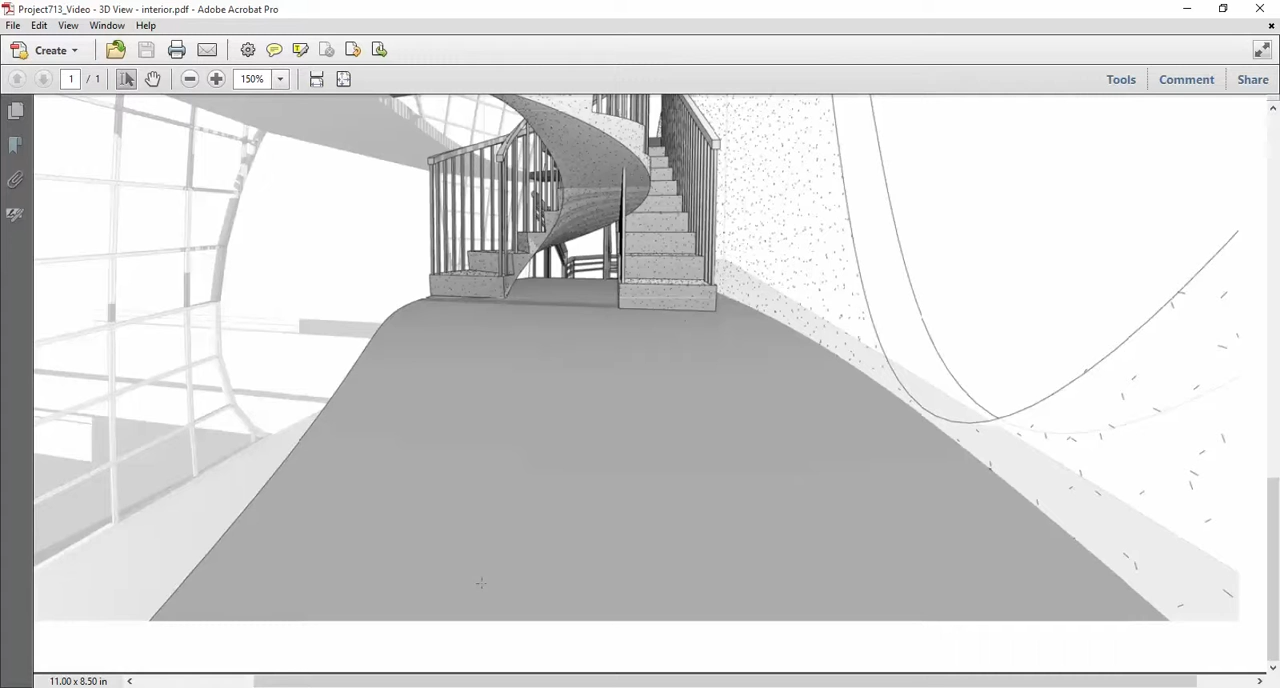 Project713_Video - 3D View - interior.pdf - Adobe Acrobat Pro
File Edit View Window Help
Create
1 / 1 150% Tools Comment Share
11.00 x 8.50 in